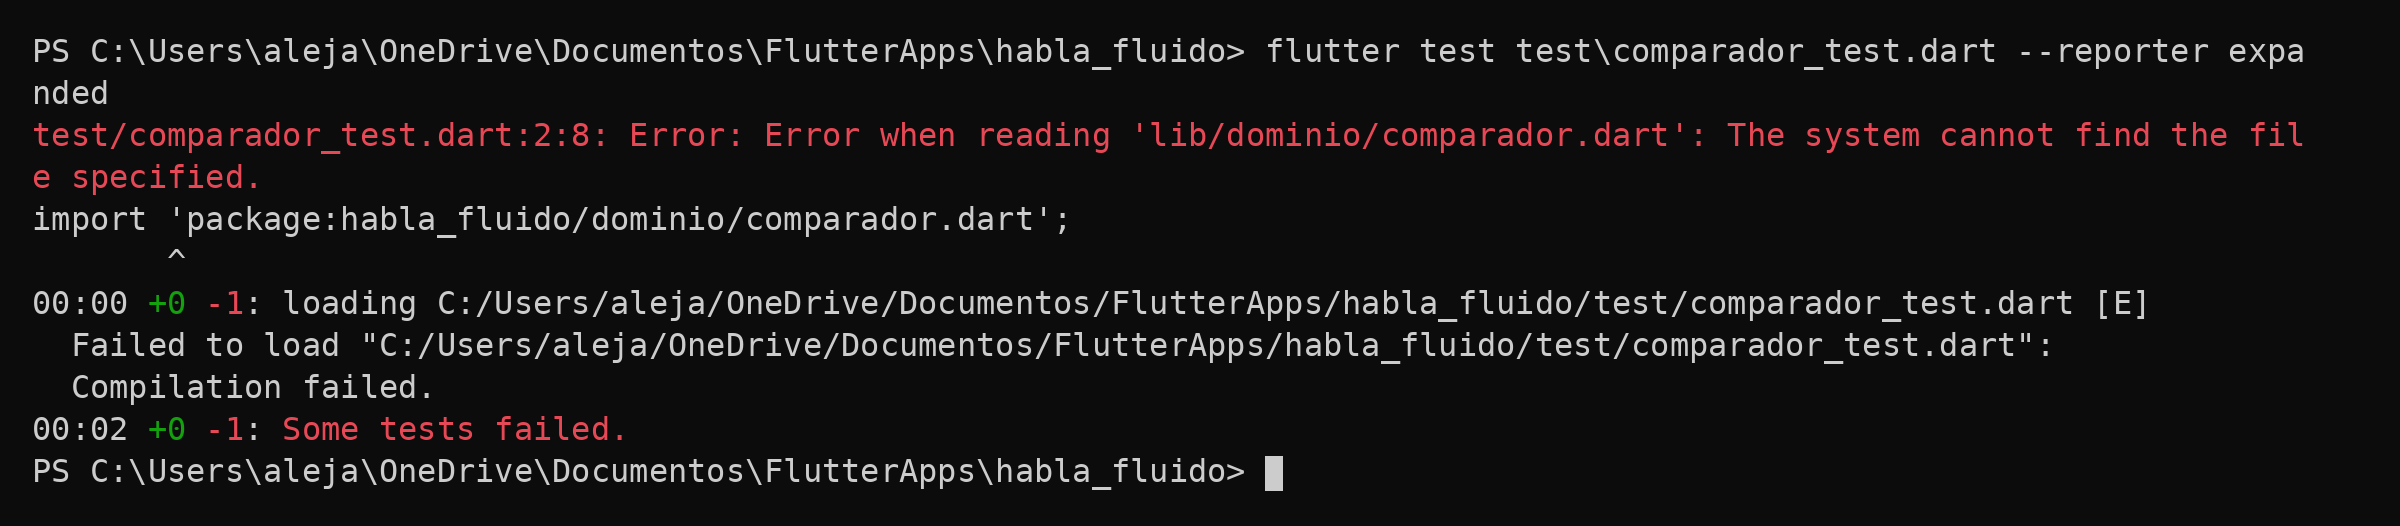 PS C:\Users\aleja\OneDrive\Documentos\FlutterApps\habla_fluido> flutter test test\comparador_test.dart --reporter expa
nded
test/comparador_test.dart:2:8: Error: Error when reading 'lib/dominio/comparador.dart': The system cannot find the fil
e specified.
import 'package:habla_fluido/dominio/comparador.dart';
       ^
00:00 +0 -1: loading C:/Users/aleja/OneDrive/Documentos/FlutterApps/habla_fluido/test/comparador_test.dart [E]
  Failed to load "C:/Users/aleja/OneDrive/Documentos/FlutterApps/habla_fluido/test/comparador_test.dart":
  Compilation failed.
00:02 +0 -1: Some tests failed.
PS C:\Users\aleja\OneDrive\Documentos\FlutterApps\habla_fluido>